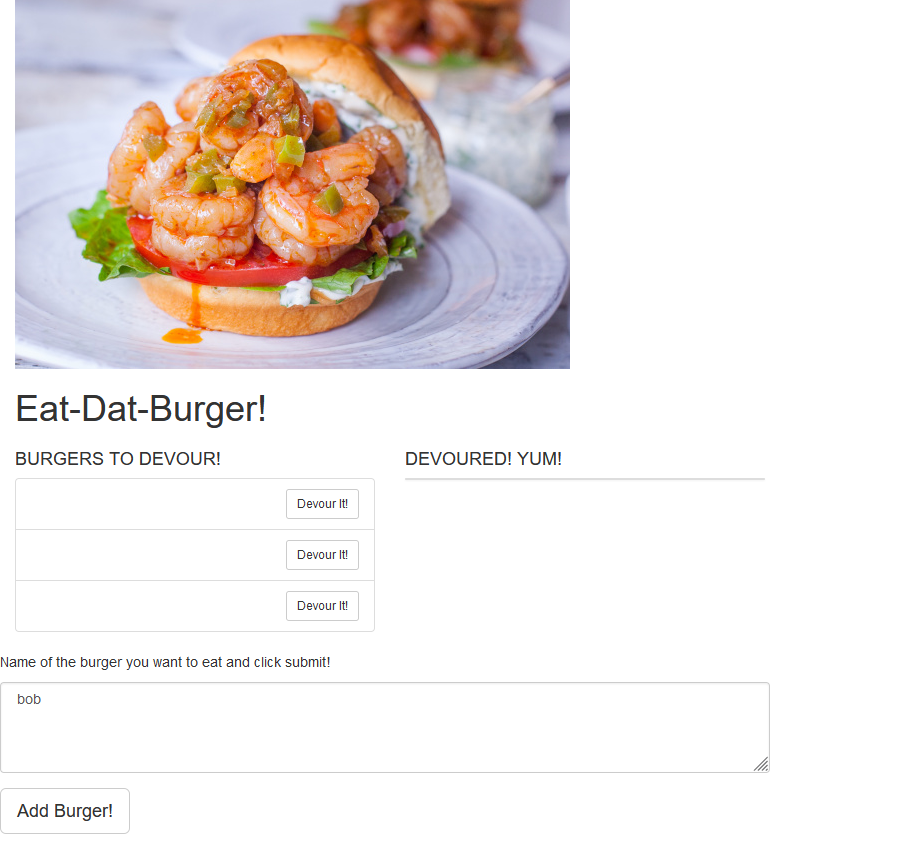 Eat-Dat-Burger!
BURGERS TO DEVOUR!
Devour It!
Devour It!
Devour It!
DEVOURED! YUM!
Name of the burger you want to eat and click submit!
bob
Add Burger!